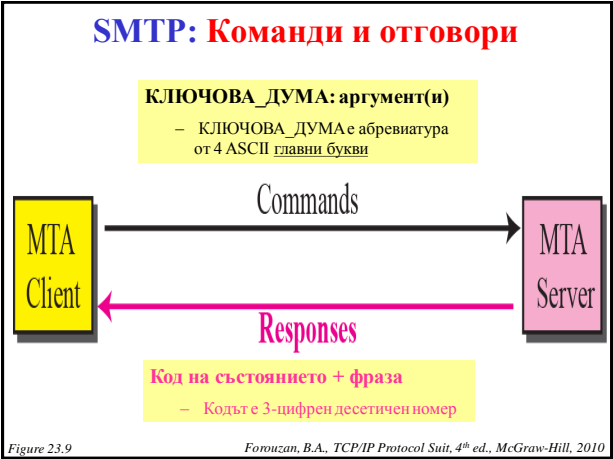 SMTP: Команди и отговори
КЛЮЧОВА_ДУМА: аргумент(и)
– КЛЮЧОВА_ДУМА е абревиатура
от 4 ASCII главни букви
Commands
MTA
Client
MTA
Server
Responses
Код на състоянието + фраза
– Кодът е 3-цифрен десетичен номер
Figure 23.9
Forouzan, B.A., TCP/IP Protocol Suit, 4th ed., McGraw-Hill, 2010